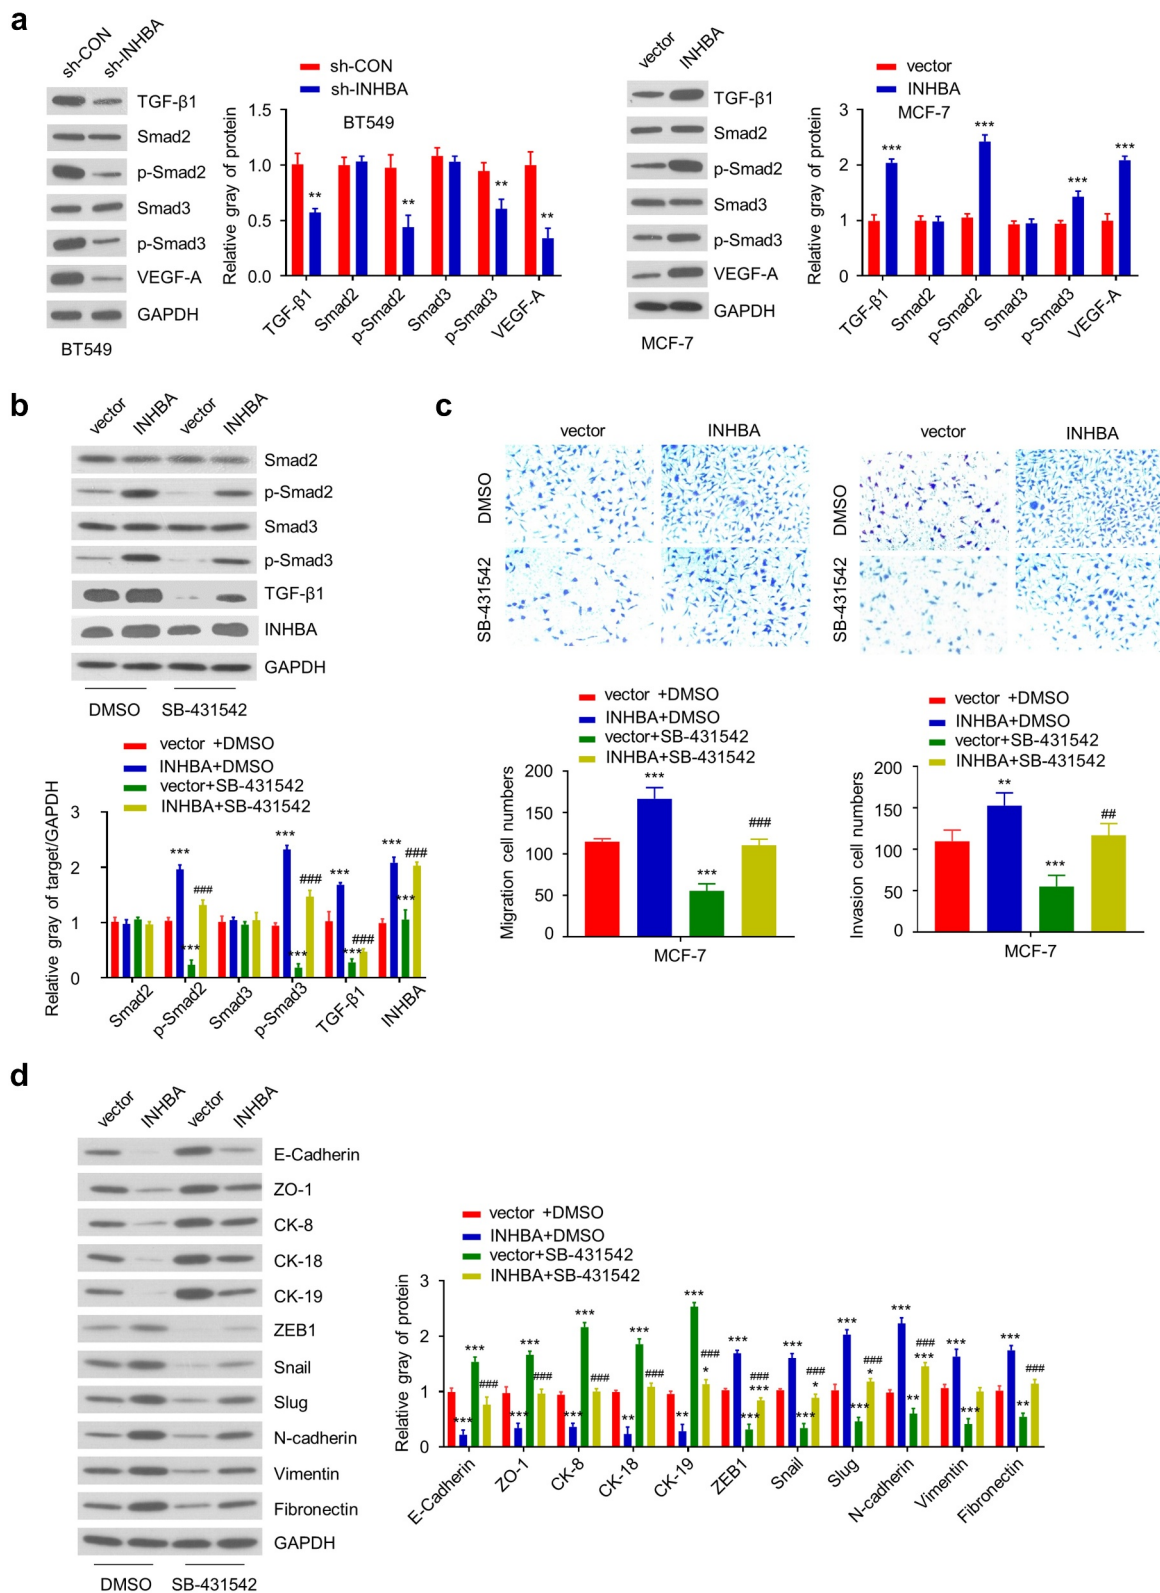 a
sh-CON
sh-INHBA
TGF-β1
Smad2
p-Smad2
Smad3
p-Smad3
VEGF-A
GAPDH
BT549
sh-CON
sh-INHBA
BT549
Relative gray of protein
1.5
1.0
0.5
0.0
**
**
**
**
TGF-β1
Smad2
p-Smad2
Smad3
p-Smad3
VEGF-A
vector
INHBA
TGF-β1
Smad2
p-Smad2
Smad3
p-Smad3
VEGF-A
GAPDH
MCF-7
vector
INHBA
MCF-7
Relative gray of protein
3
2
1
0
***
***
***
***
TGF-β1
Smad2
p-Smad2
Smad3
p-Smad3
VEGF-A
b
vector
INHBA
vector
INHBA
Smad2
p-Smad2
Smad3
p-Smad3
TGF-β1
INHBA
GAPDH
DMSO
SB-431542
vector +DMSO
INHBA+DMSO
vector+SB-431542
INHBA+SB-431542
Relative gray of target/GAPDH
3
2
1
0
***
***
###
***
***
###
***
***
###
***
***
###
Smad2
p-Smad2
Smad3
p-Smad3
TGF-β1
INHBA
c
vector
INHBA
DMSO
SB-431542
vector
INHBA
DMSO
SB-431542
vector +DMSO
INHBA+DMSO
vector+SB-431542
INHBA+SB-431542
Migration cell numbers
200
150
100
50
0
***
***
###
MCF-7
vector +DMSO
INHBA+DMSO
vector+SB-431542
INHBA+SB-431542
Invasion cell numbers
200
150
100
50
0
**
***
##
MCF-7
d
vector
INHBA
vector
INHBA
E-Cadherin
ZO-1
CK-8
CK-18
CK-19
ZEB1
Snail
Slug
N-cadherin
Vimentin
Fibronectin
GAPDH
DMSO
SB-431542
vector +DMSO
INHBA+DMSO
vector+SB-431542
INHBA+SB-431542
Relative gray of protein
3
2
1
0
***
***
###
***
***
###
***
***
###
**
***
###
**
***
###
*
***
***
###
***
***
***
###
*
***
***
###
*
***
**
###
***
***
***
***
**
###
E-Cadherin
ZO-1
CK-8
CK-18
CK-19
ZEB1
Snail
Slug
N-cadherin
Vimentin
Fibronectin